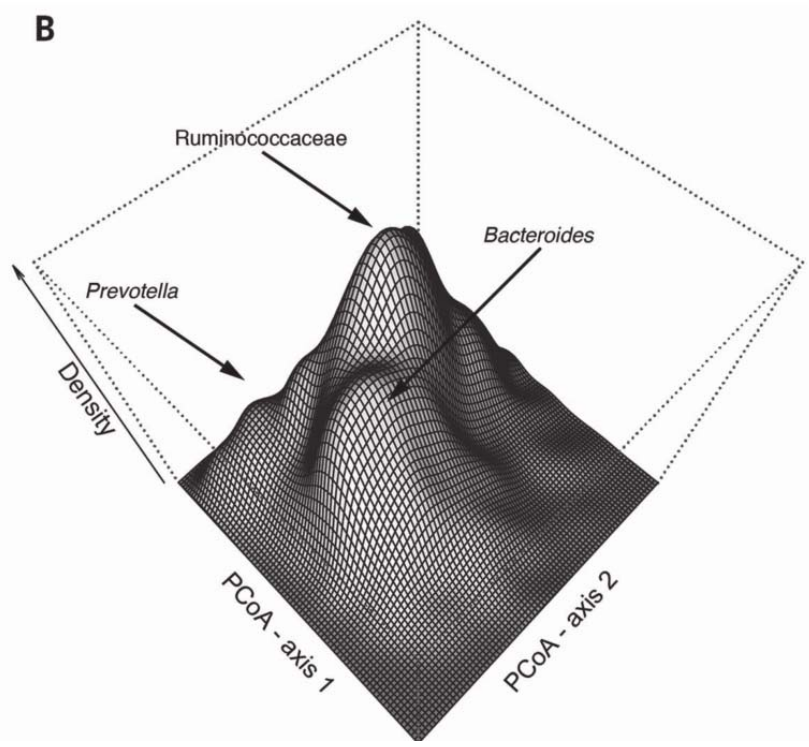 B
Ruminococcaceae
Bacteroides
Prevotella
Density
PCoA - axis 1
PCoA - axis 2